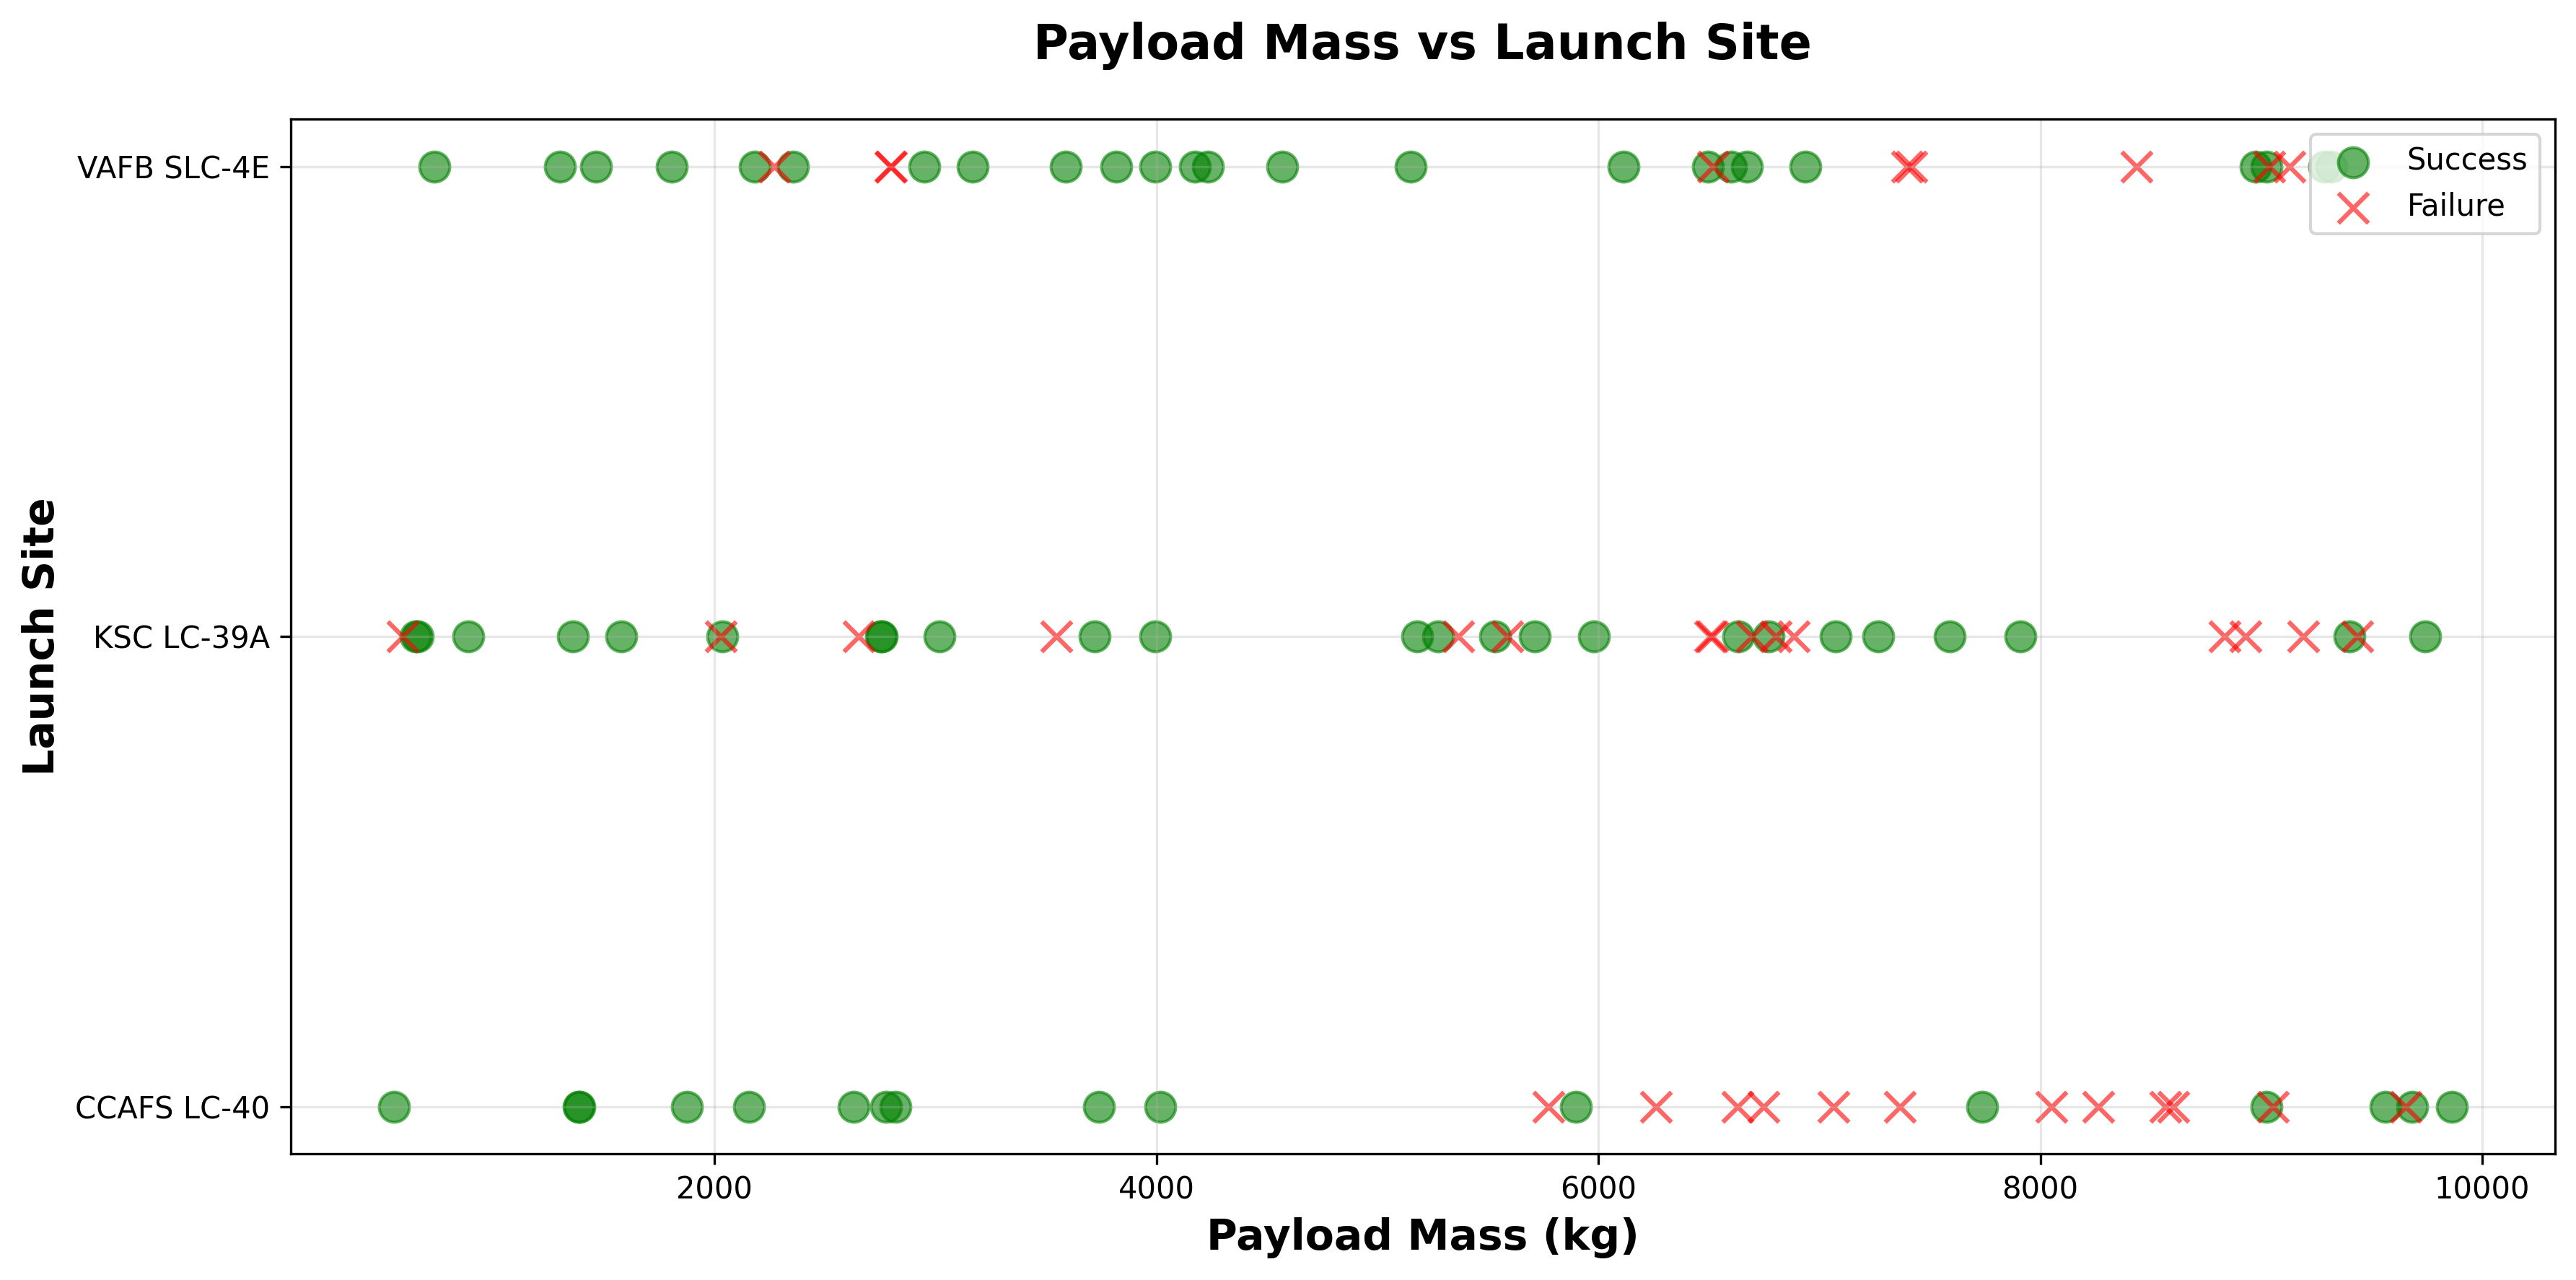 Payload Mass vs Launch Site
Success
Failure
Launch Site
VAFB SLC-4E
KSC LC-39A
CCAFS LC-40
2000
4000
6000
8000
10000
Payload Mass (kg)